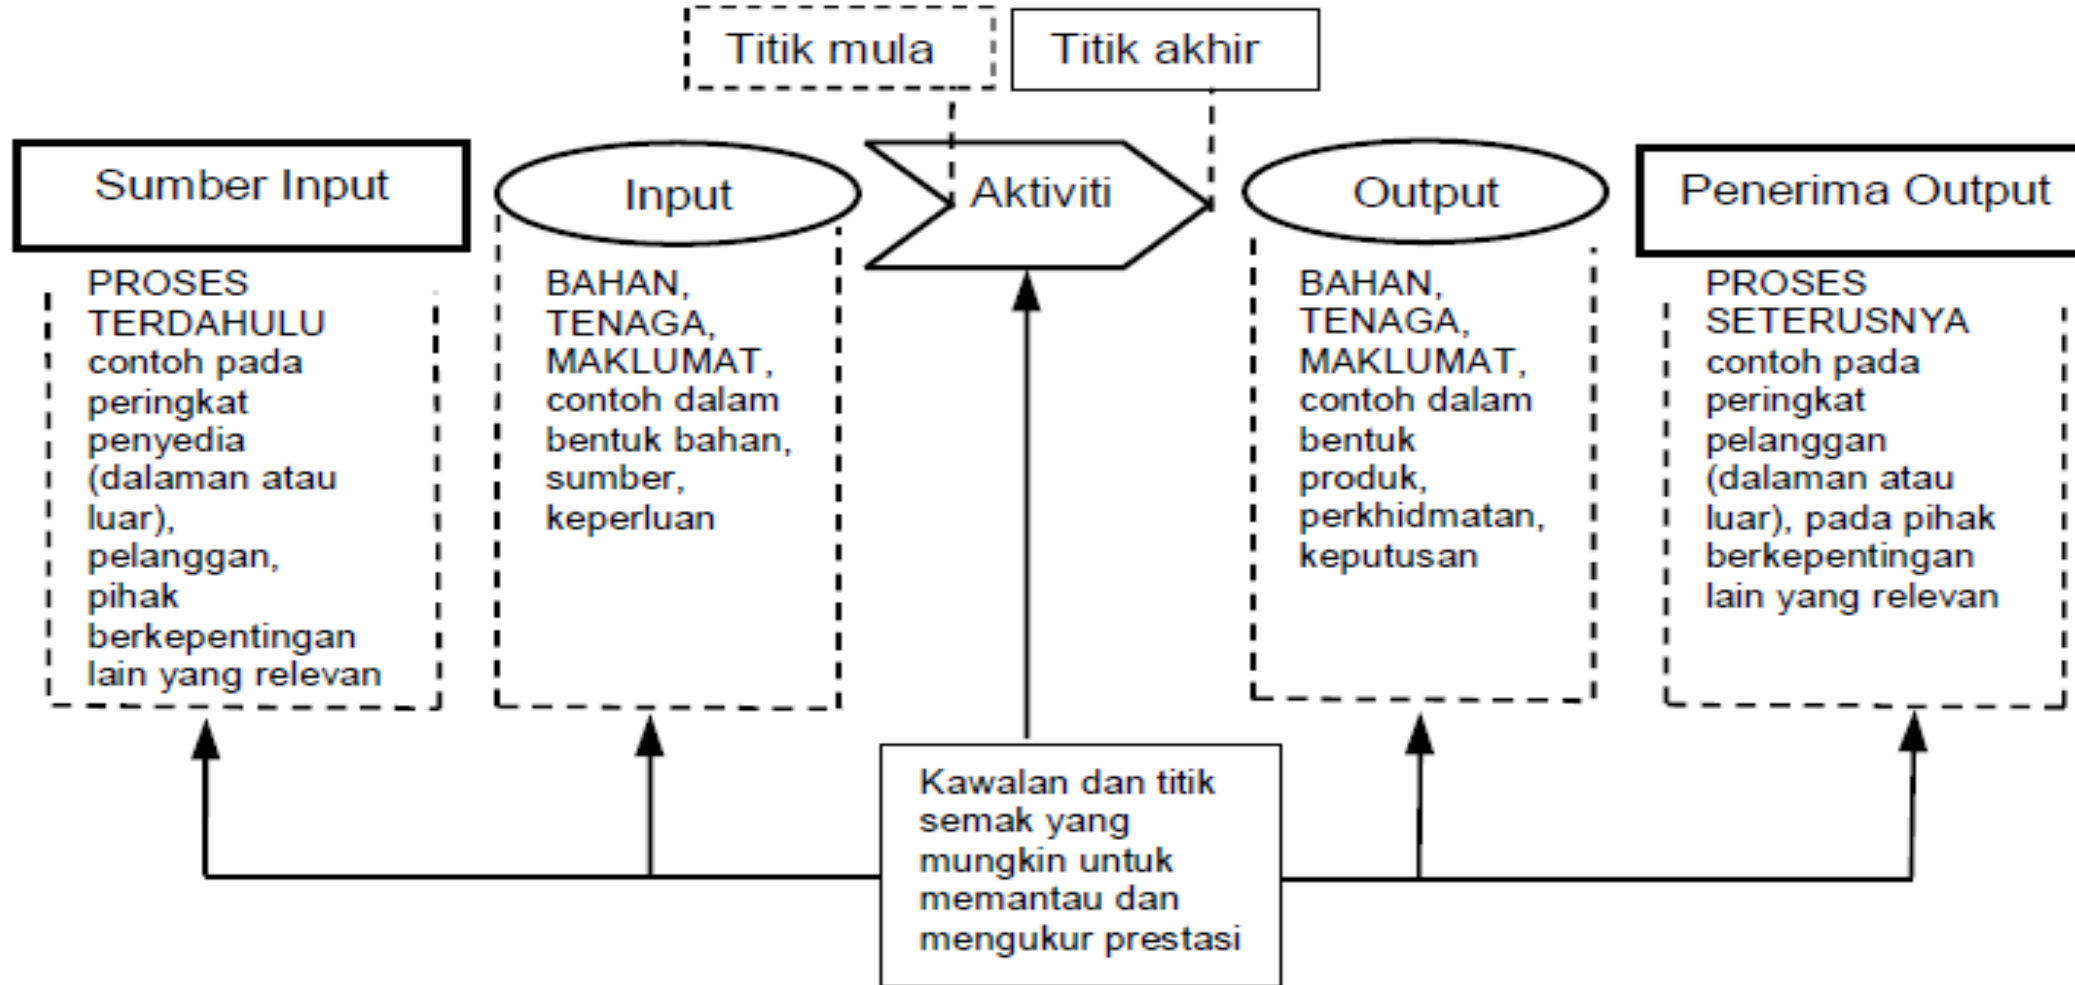 Titik mula
Titik akhir
Sumber Input
Input
Aktiviti
Output
Penerima Output
PROSES
TERDAHULU
contoh pada
peringkat
penyedia
(dalaman atau
luar),
pelanggan,
pihak
berkepentingan
lain yang relevan
BAHAN,
TENAGA,
MAKLUMAT,
contoh dalam
bentuk bahan,
sumber,
keperluan
BAHAN,
TENAGA,
MAKLUMAT,
contoh dalam
bentuk
produk,
perkhidmatan,
keputusan
PROSES
SETERUSNYA
contoh pada
peringkat
pelanggan
(dalaman atau
luar), pada pihak
berkepentingan
lain yang relevan
Kawalan dan titik
semak yang
mungkin untuk
memantau dan
mengukur prestasi